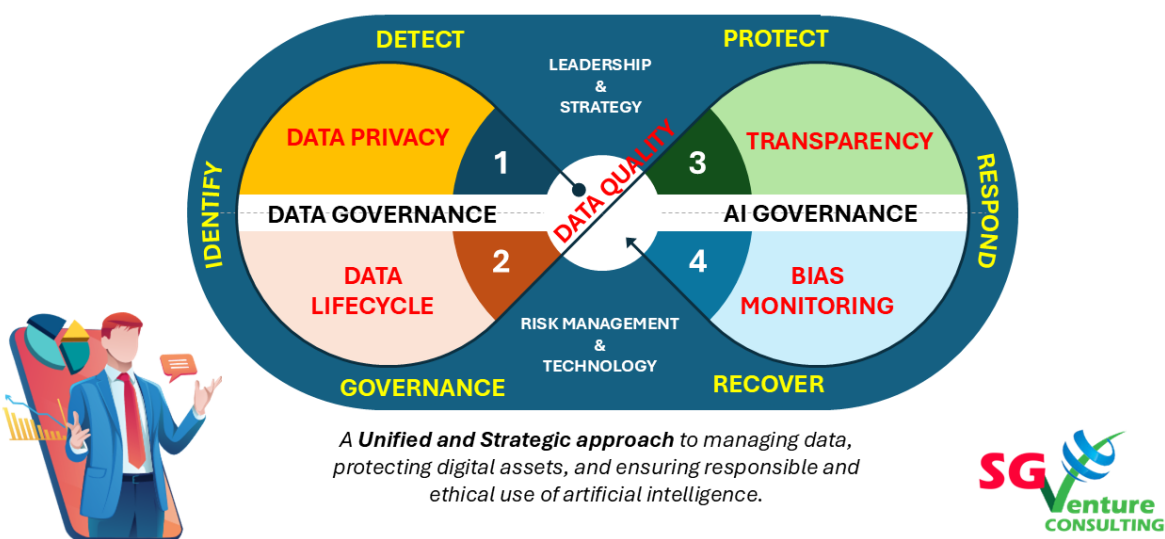 DETECT
PROTECT
LEADERSHIP
&
STRATEGY
DATA PRIVACY
1
DATA QUALITY
3
TRANSPARENCY
IDENTIFY
DATA GOVERNANCE
AI GOVERNANCE
RESPOND
DATA
LIFECYCLE
2
4
BIAS
MONITORING
RISK MANAGEMENT
&
TECHNOLOGY
GOVERNANCE
RECOVER
A Unified and Strategic approach to managing data,
protecting digital assets, and ensuring responsible and
ethical use of artificial intelligence.
SG
Venture
CONSULTING